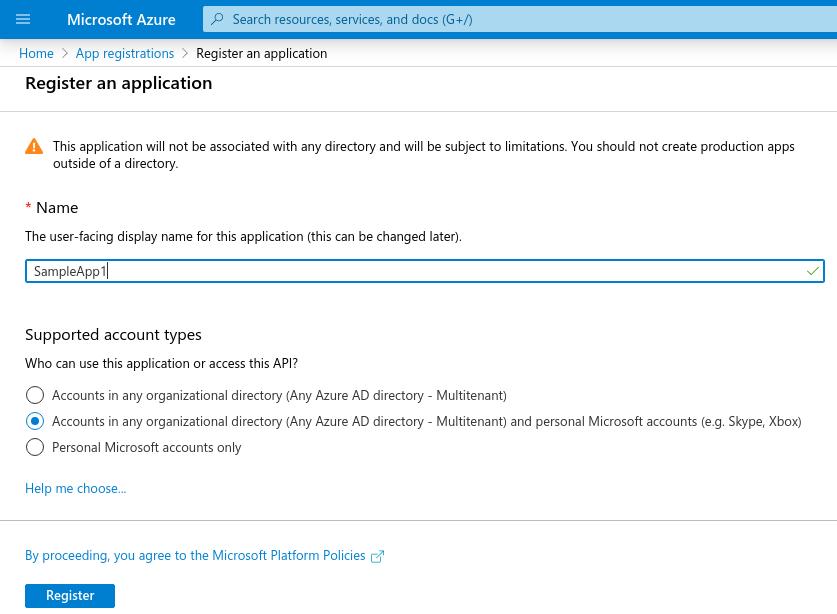 Microsoft Azure
Search resources, services, and docs (G+/)
Home > App registrations > Register an application
Register an application
This application will not be associated with any directory and will be subject to limitations. You should not create production apps
outside of a directory.
* Name
The user-facing display name for this application (this can be changed later).
SampleApp1
Supported account types
Who can use this application or access this API?
Accounts in any organizational directory (Any Azure AD directory - Multitenant)
Accounts in any organizational directory (Any Azure AD directory - Multitenant) and personal Microsoft accounts (e.g. Skype, Xbox)
Personal Microsoft accounts only
Help me choose...
By proceeding, you agree to the Microsoft Platform Policies
Register